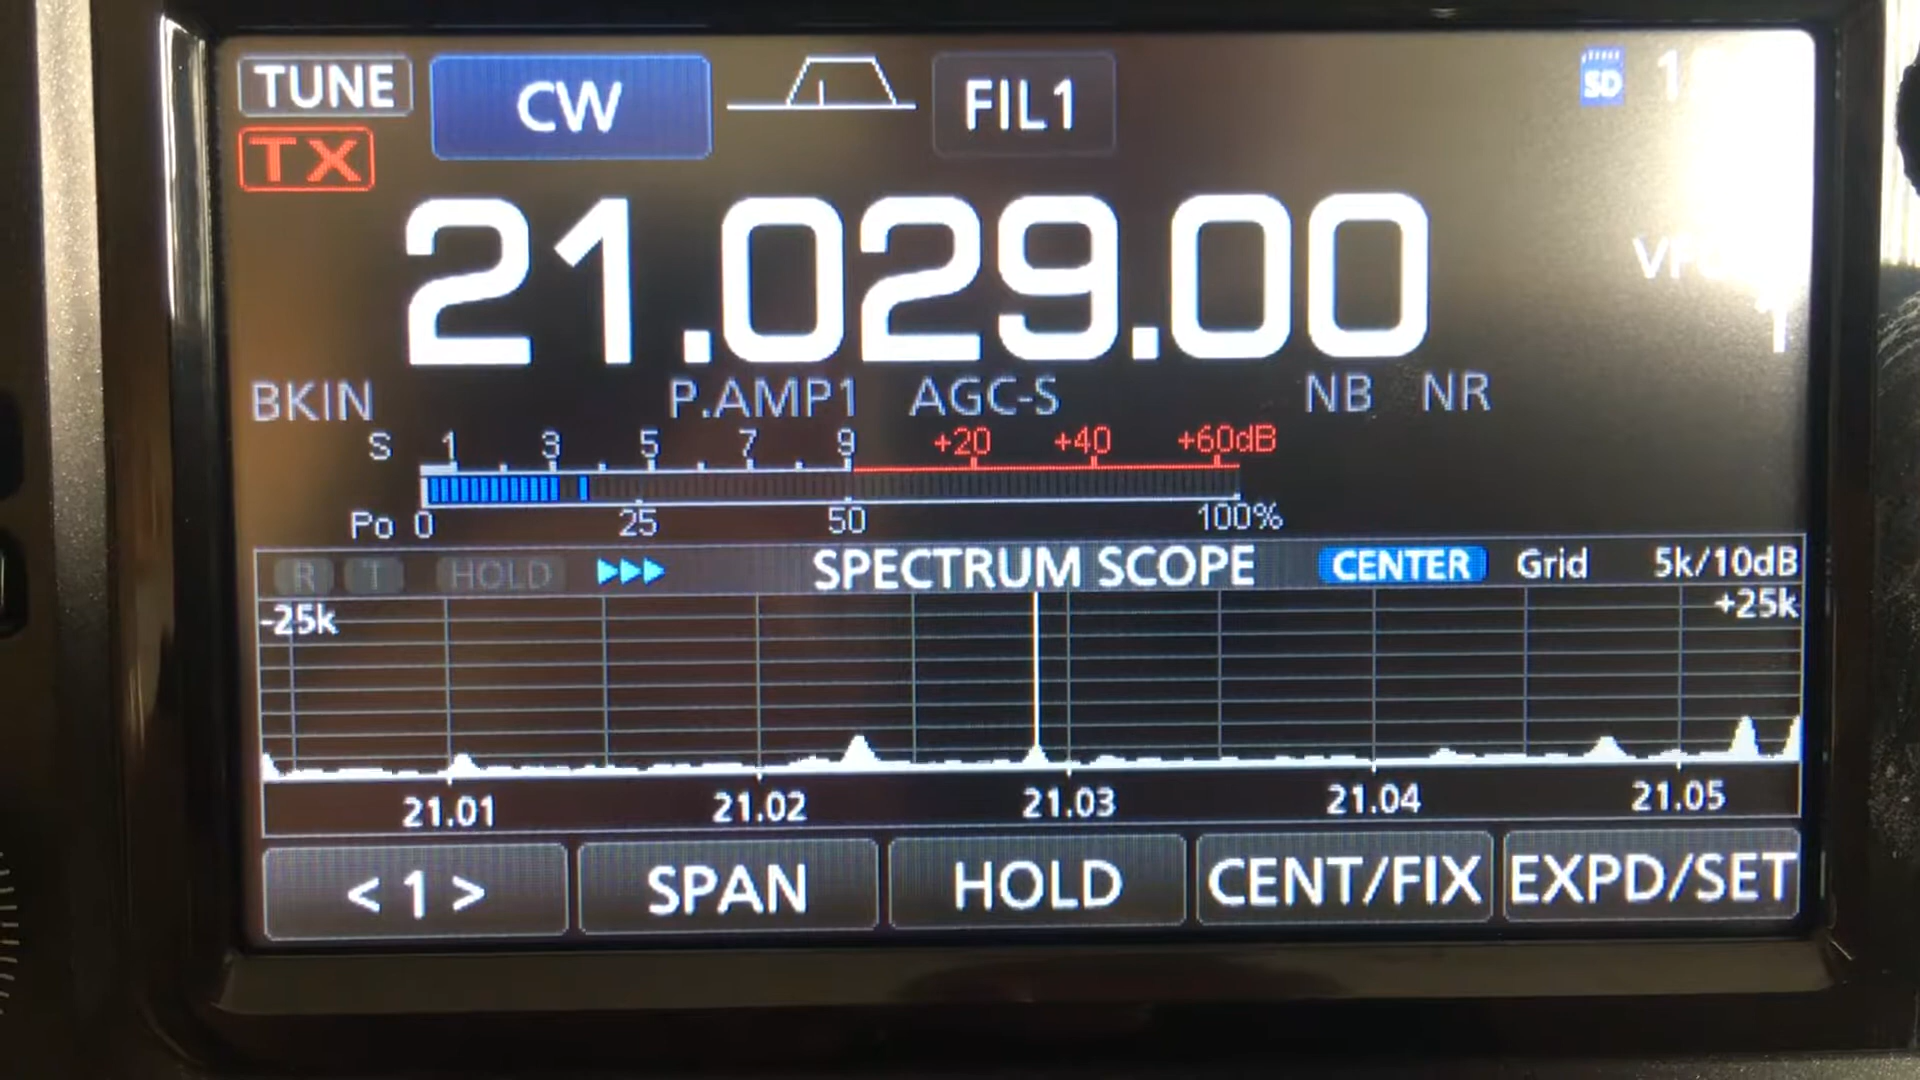 TUNE CW FIL1 SD 1
TX
21.029.00
BKIN P.AMP1 AGC-S NB NR
S 1 3 5 7 9 +20 +40 +60dB
Po 0 25 50 100%
R T HOLD SPECTRUM SCOPE CENTER Grid 5k/10dB
-25k +25k
21.01 21.02 21.03 21.04 21.05
< 1 > SPAN HOLD CENT/FIX EXPD/SET